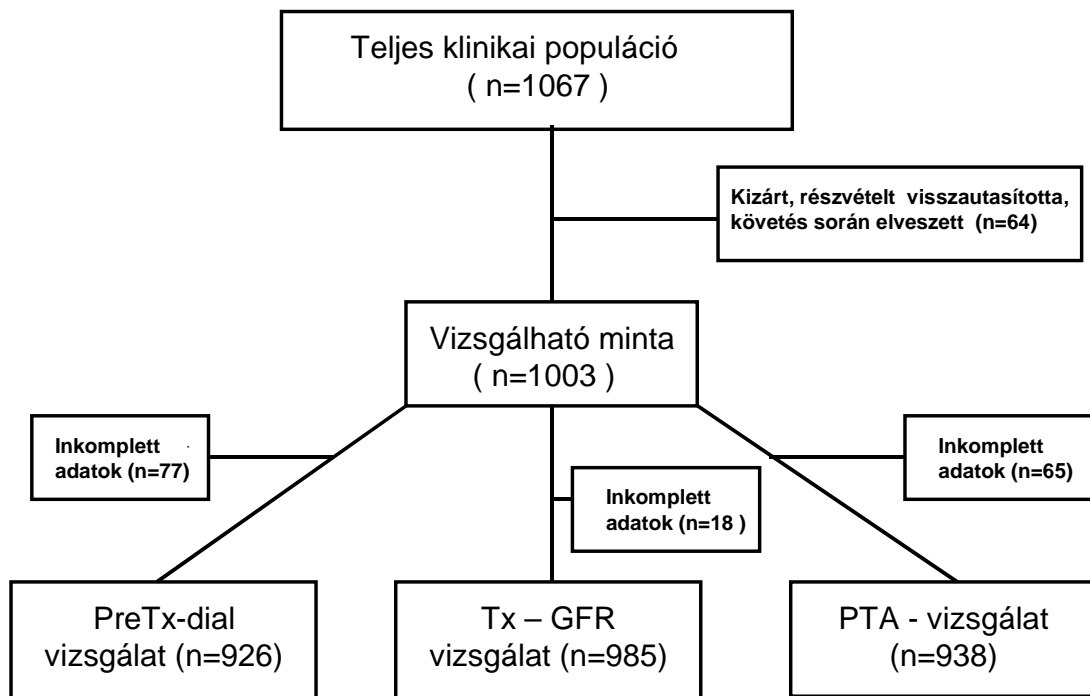 Teljes klinikai populáció
( n=1067 )
Kizárt, részvételt visszautasította,
követés során elveszett (n=64)
Vizsgálható minta
( n=1003 )
Inkomplett
adatok (n=77)
Inkomplett
adatok (n=18 )
Inkomplett
adatok (n=65)
PreTx-dial
vizsgálat (n=926)
Tx – GFR
vizsgálat (n=985)
PTA - vizsgálat
(n=938)